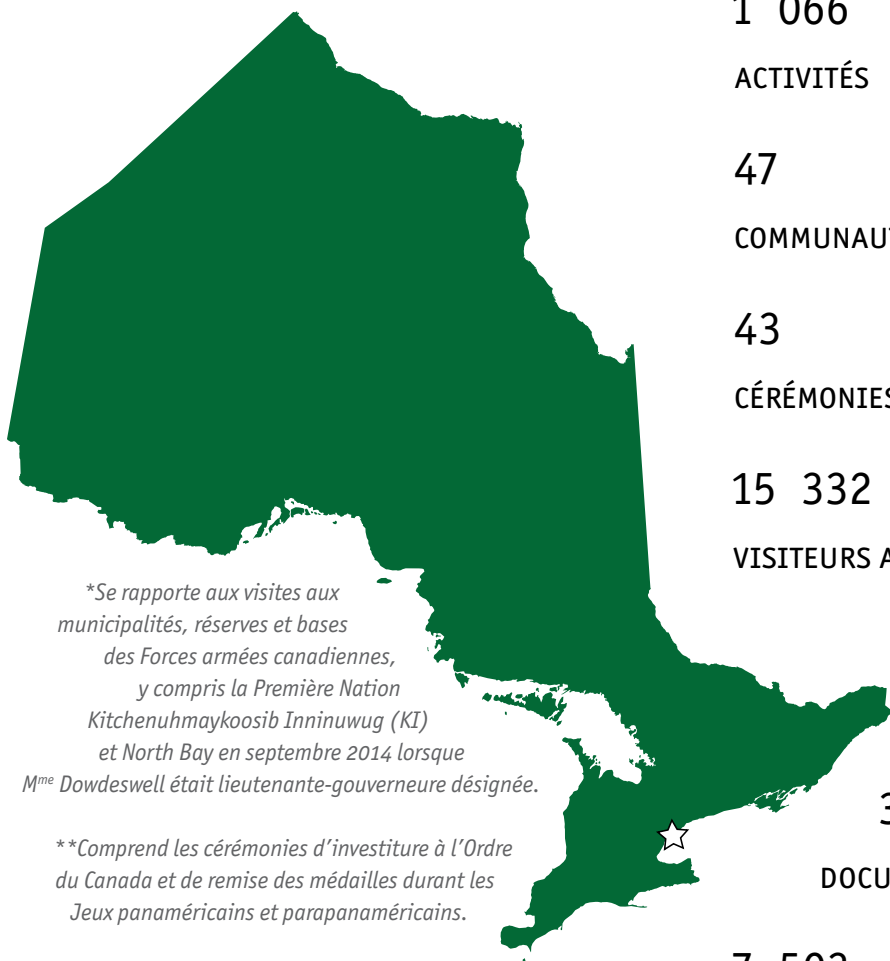 1 066
ACTIVITÉS
47
43
15 332
VISITEURS
*Se rapporte aux visites aux
municipalités, réserves et bases
des Forces armées canadiennes,
y compris la Première Nation
Kitchenuhmaykoosib Inninuwug (KI)
et North Bay en septembre 2014 lorsque
Mme Dowdeswell était lieutenante-gouverneure désignée.
**Comprend les cérémonies d’investiture à l’Ordre
du Canada et de remise des médailles durant les
Jeux panaméricains et parapanaméricains.